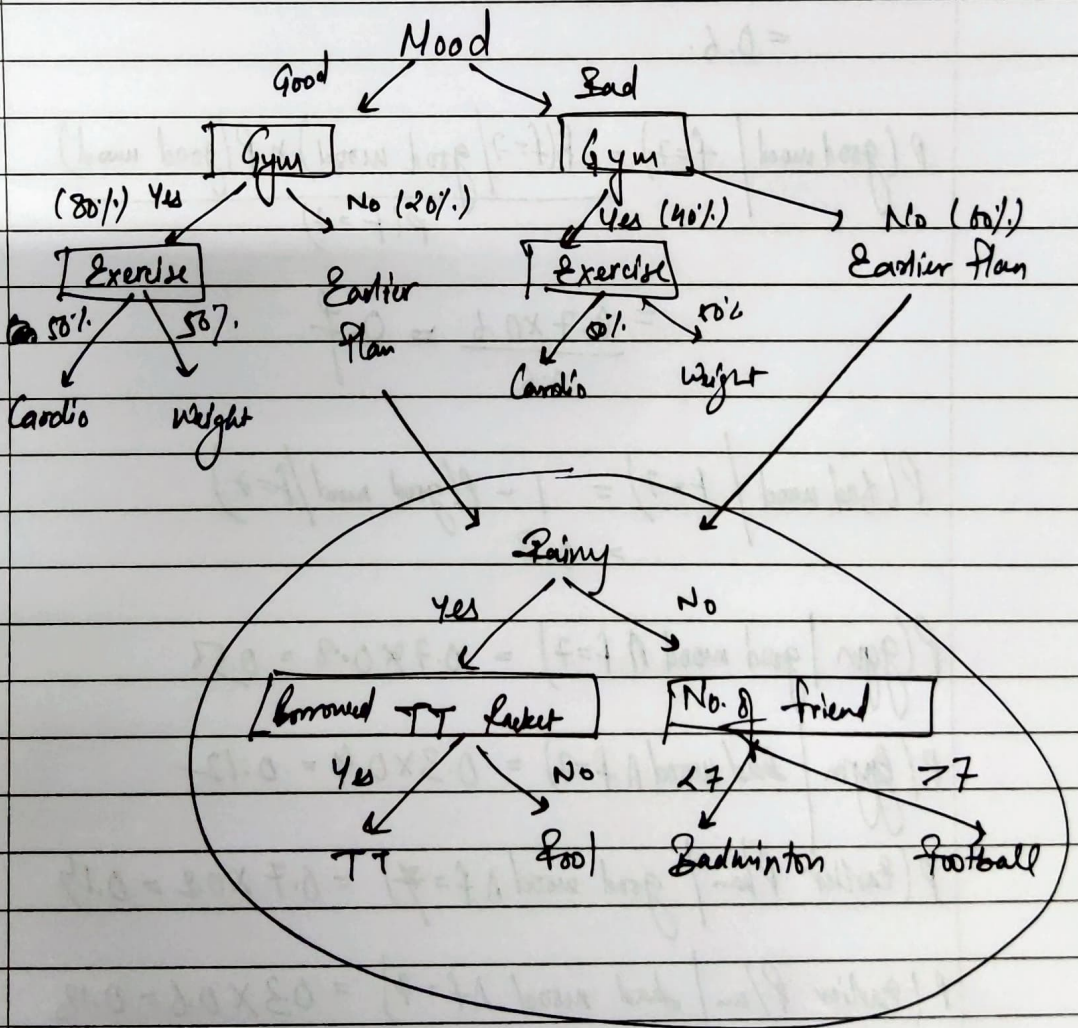 Mood
Good Bad
Gym Gym
(80%) Yes No (20%) Yes (40%) No (60%)
Exercise Earlier Plan Exercise Earlier Plan
50% 50% 50%
Cardio Weight Cardio Weight
Rainy
Yes No
Borrowed TT Racket No. of friend
Yes No <7 >7
TT Pool Badminton Football